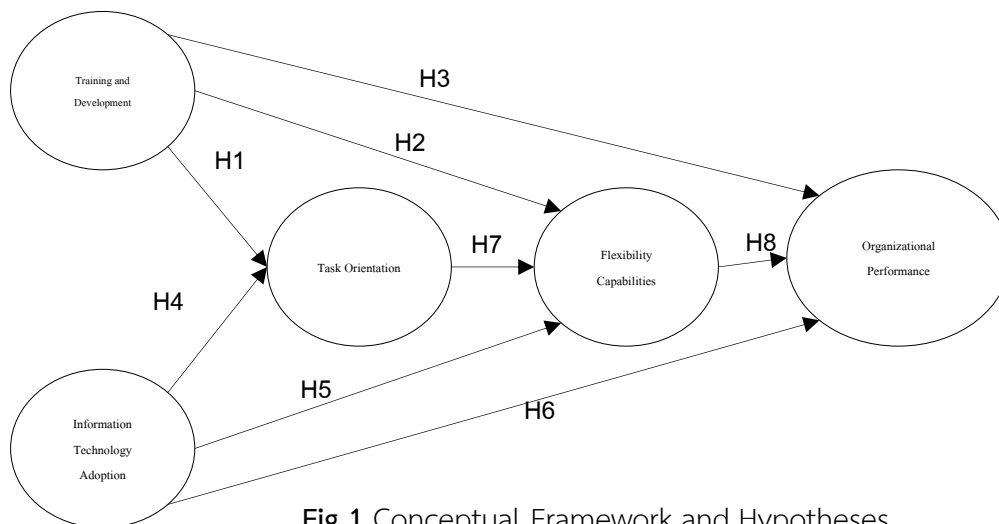 Training and
Development
H3
H2
H1
Task Orientation
H7
Flexibility
Capabilities
H8
Organizational
Performance
H4
H5
H6
Information
Technology
Adoption
Fig 1 Conceptual Framework and Hypotheses